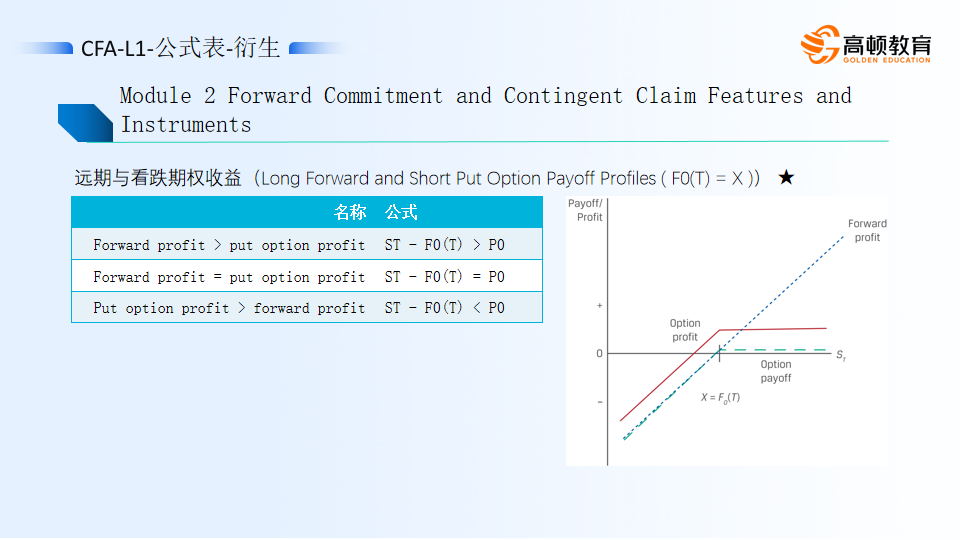 CFA-L1-公式表-衍生
高顿教育
GOLDEN EDUCATION
Module 2 Forward Commitment and Contingent Claim Features and
Instruments
远期与看跌期权收益（Long Forward and Short Put Option Payoff Profiles ( F0(T) = X )） ★
名称 公式
Forward profit > put option profit ST - F0(T) > P0
Forward profit = put option profit ST - F0(T) = P0
Put option profit > forward profit ST - F0(T) < P0
Payoff/
Profit
Forward
profit
+
Option
profit
0
S_T
Option
payoff
X = F_0(T)
–